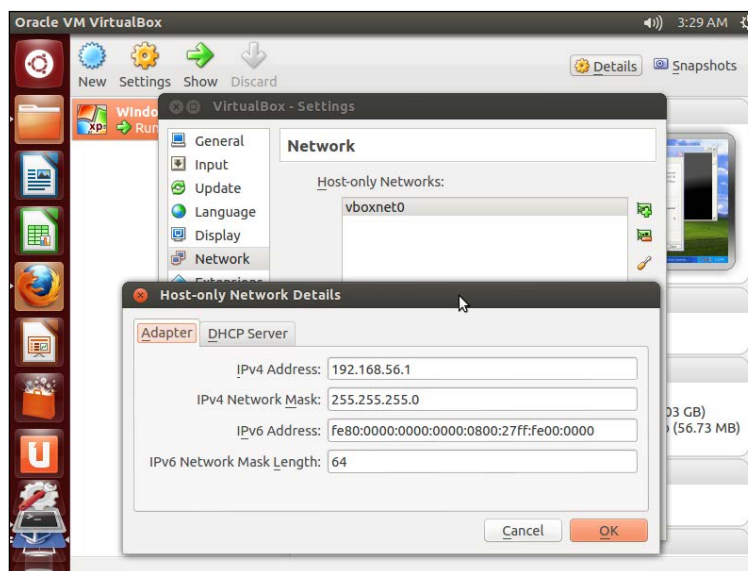 Oracle VM VirtualBox
3:29 AM
New Settings Show Discard
Details Snapshots
xp
VirtualBox - Settings
General
Input
Update
Language
Display
Network
Extensions
Network
Host-only Networks:
vboxnet0
Host-only Network Details
Adapter DHCP Server
IPv4 Address: 192.168.56.1
IPv4 Network Mask: 255.255.255.0
IPv6 Address: fe80:0000:0000:0000:0800:27ff:fe00:0000
IPv6 Network Mask Length: 64
03 GB)
(56.73 MB)
Cancel OK